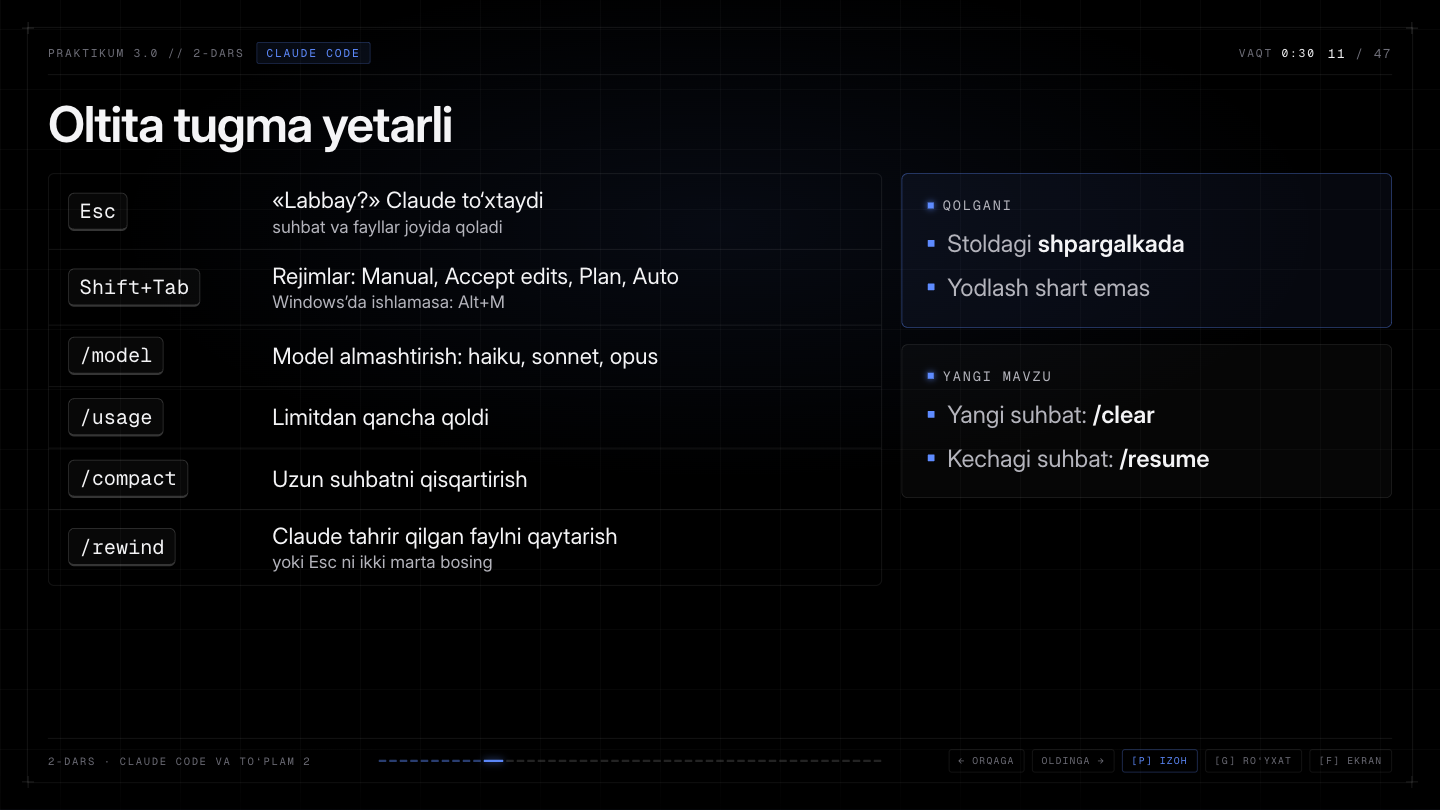 PRAKTIKUM 3.0 // 2-DARS CLAUDE CODE
VAQT 0:30 11 / 47
Oltita tugma yetarli
Esc
«Labbay?» Claude to‘xtaydi
suhbat va fayllar joyida qoladi
Shift+Tab
Rejimlar: Manual, Accept edits, Plan, Auto
Windows’da ishlamasa: Alt+M
/model
Model almashtirish: haiku, sonnet, opus
/usage
Limitdan qancha qoldi
/compact
Uzun suhbatni qisqartirish
/rewind
Claude tahrir qilgan faylni qaytarish
yoki Esc ni ikki marta bosing
QOLGANI
Stoldagi shpargalkada
Yodlash shart emas
YANGI MAVZU
Yangi suhbat: /clear
Kechagi suhbat: /resume
2-DARS · CLAUDE CODE VA TO‘PLAM 2
← ORQAGA
OLDINGA →
[P] IZOH
[G] RO‘YXAT
[F] EKRAN